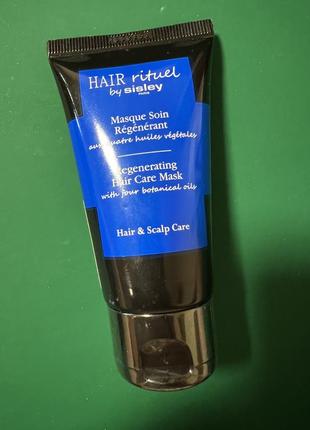 HAIR rituel
by sisley
PARIS
Masque Soin
Régénérant
aux quatre huiles végétales
Regenerating
Hair Care Mask
with four botanical oils
Hair & Scalp Care